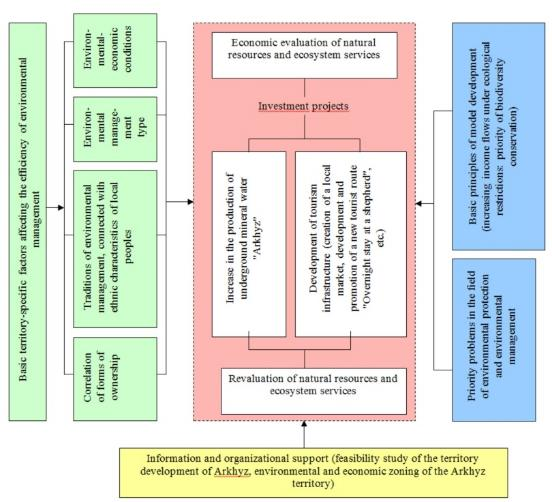 Basic territory-specific factors affecting the efficiency of environmental
management
Environ-
mental-
economic
conditions
Environ-
mental
manage-
ment
type
Traditions of environmental
management, connected with
ethnic characteristics of local
peoples
Correlation of forms of
ownership
Economic evaluation of natural
resources and ecosystem services
Investment projects
Increase in the production of
underground mineral water
"Arkhyz"
Development of tourism
infrastructure (creation of a local
market, development and
promotion of a new tourist route
"Overnight stay at a shepherd",
etc.)
Revaluation of natural resources and
ecosystem services
Basic principles of model development
(increasing income flows under ecological
restrictions: priority of biodiversity
conservation)
Priority problems in the field
of environmental protection
and environmental
management
Information and organizational support (feasibility study of the territory
development of Arkhyz, environmental and economic zoning of the Arkhyz
territory)